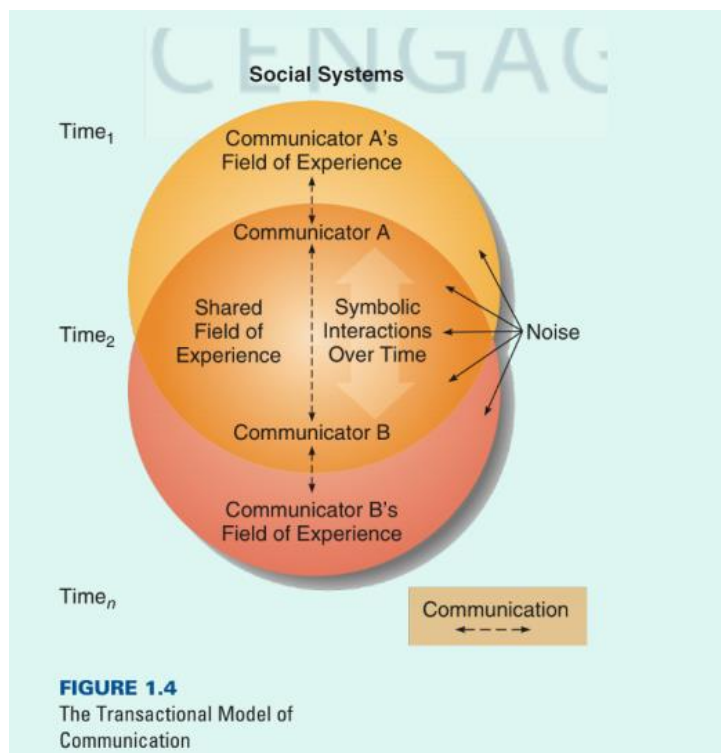 CENGAG
Social Systems
Time1
Communicator A's
Field of Experience
Communicator A
Shared
Field of
Experience
Symbolic
Interactions
Over Time
Time2
Noise
Communicator B
Communicator B's
Field of Experience
Timen
Communication
FIGURE 1.4
The Transactional Model of
Communication